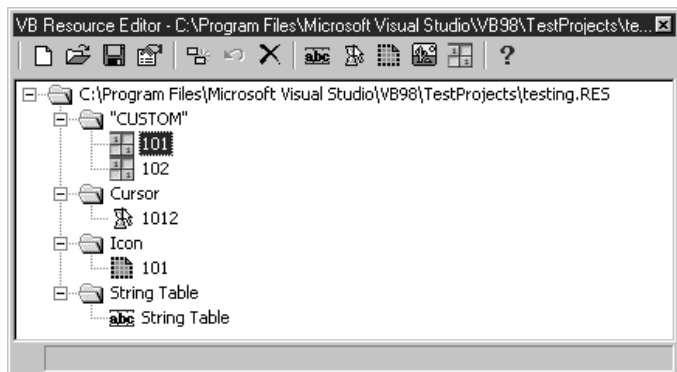 VB Resource Editor - C:\Program Files\Microsoft Visual Studio\VB98\TestProjects\te...
abc
?
C:\Program Files\Microsoft Visual Studio\VB98\TestProjects\testing.RES
"CUSTOM"
101
102
Cursor
1012
Icon
101
String Table
abc String Table